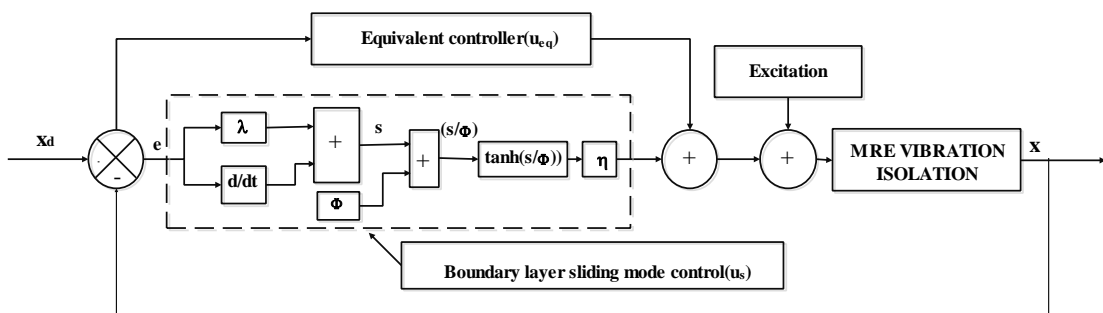 Equivalent controller(ueq)
Excitation
xd
-
e
λ
d/dt
+
s
Φ
(s/Φ)
+
tanh(s/Φ))
η
+
+
MRE VIBRATION
ISOLATION
x
Boundary layer sliding mode control(us)